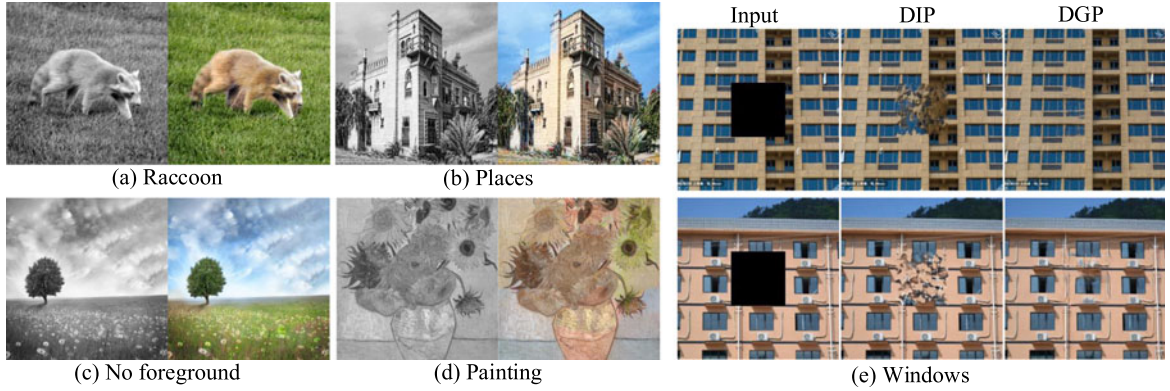 Input DIP DGP
(a) Raccoon (b) Places
(c) No foreground (d) Painting (e) Windows